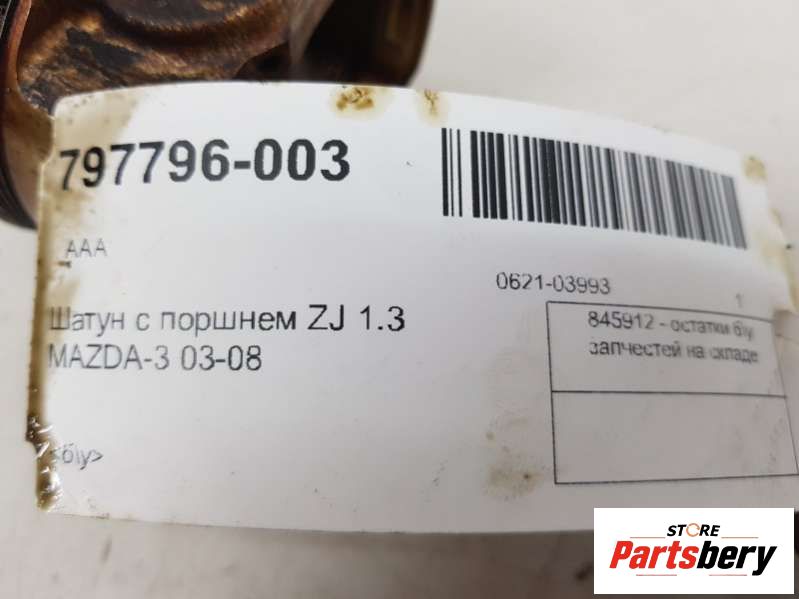 797796-003
AAA
0621-03993
1
Шатун с поршнем ZJ 1.3
MAZDA-3 03-08
845912 - остатки б\у
запчестей на складе
<б\у>
STORE
Partsbery